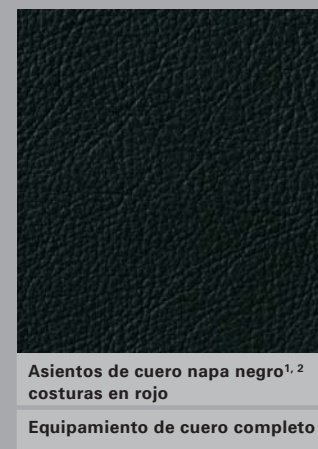 Asientos de cuero napa negro¹, ²
costuras en rojo
Equipamiento de cuero completo